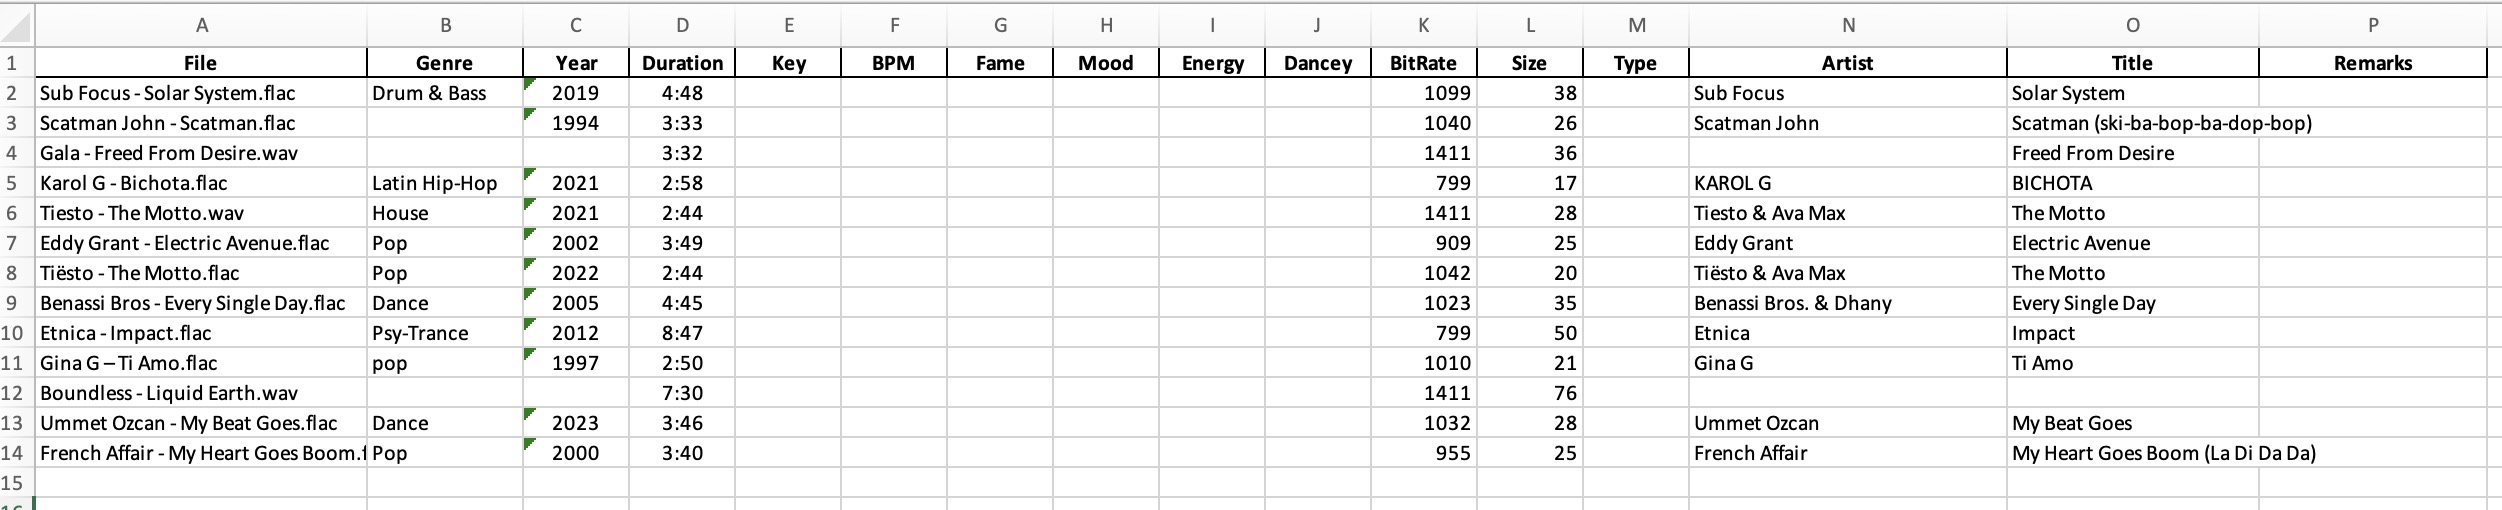 A B C D E F G H I J K L M N O P
1 File Genre Year Duration Key BPM Fame Mood Energy Dancey BitRate Size Type Artist Title Remarks
2 Sub Focus - Solar System.flac Drum & Bass 2019 4:48 1099 38 Sub Focus Solar System
3 Scatman John - Scatman.flac 1994 3:33 1040 26 Scatman John Scatman (ski-ba-bop-ba-dop-bop)
4 Gala - Freed From Desire.wav 3:32 1411 36 Freed From Desire
5 Karol G - Bichota.flac Latin Hip-Hop 2021 2:58 799 17 KAROL G BICHOTA
6 Tiesto - The Motto.wav House 2021 2:44 1411 28 Tiesto & Ava Max The Motto
7 Eddy Grant - Electric Avenue.flac Pop 2002 3:49 909 25 Eddy Grant Electric Avenue
8 Tiësto - The Motto.flac Pop 2022 2:44 1042 20 Tiësto & Ava Max The Motto
9 Benassi Bros - Every Single Day.flac Dance 2005 4:45 1023 35 Benassi Bros. & Dhany Every Single Day
10 Etnica - Impact.flac Psy-Trance 2012 8:47 799 50 Etnica Impact
11 Gina G – Ti Amo.flac pop 1997 2:50 1010 21 Gina G Ti Amo
12 Boundless - Liquid Earth.wav 7:30 1411 76
13 Ummet Ozcan - My Beat Goes.flac Dance 2023 3:46 1032 28 Ummet Ozcan My Beat Goes
14 French Affair - My Heart Goes Boom.f Pop 2000 3:40 955 25 French Affair My Heart Goes Boom (La Di Da Da)
15